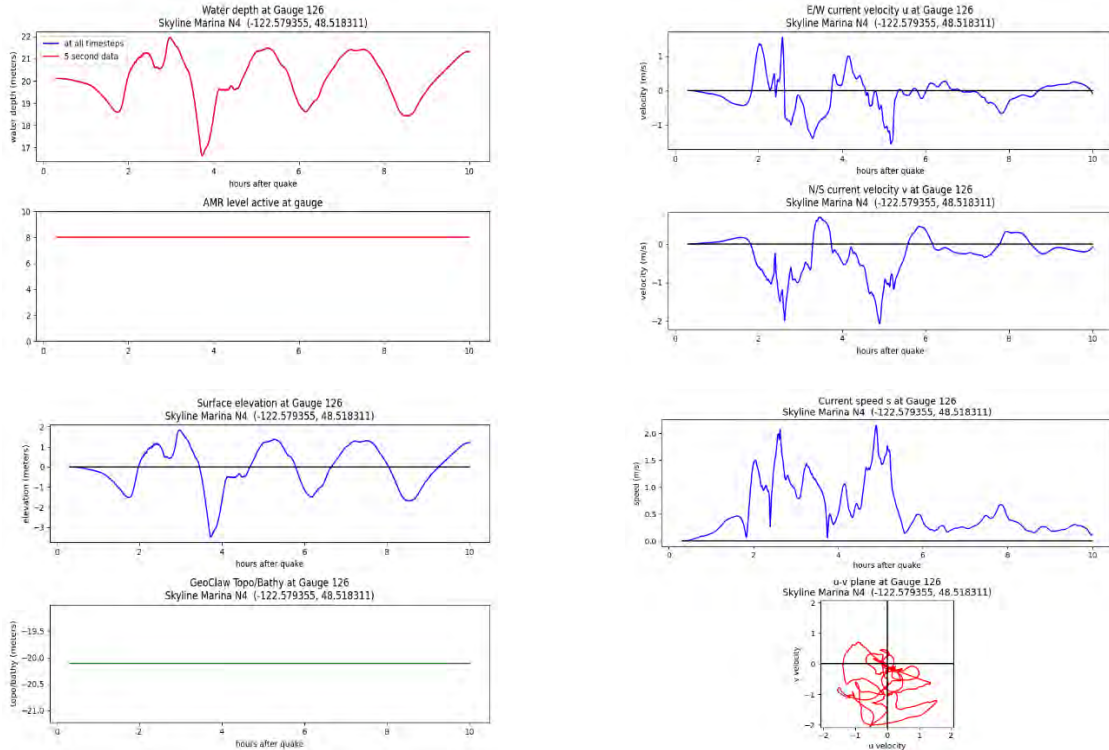 Water depth at Gauge 126
Skyline Marina N4 (-122.579355, 48.518311)
at all timesteps
5 second data
water depth (meters)
22
21
20
19
18
17
0 2 4 6 8 10
hours after quake
AMR level active at gauge
10
8
6
4
2
0
0 2 4 6 8 10
Surface elevation at Gauge 126
Skyline Marina N4 (-122.579355, 48.518311)
elevation (meters)
2
1
0
−1
−2
−3
0 2 4 6 8 10
hours after quake
GeoClaw Topo/Bathy at Gauge 126
Skyline Marina N4 (-122.579355, 48.518311)
topo/bathy (meters)
−19.5
−20.0
−20.5
−21.0
0 2 4 6 8 10
hours after quake
E/W current velocity u at Gauge 126
Skyline Marina N4 (-122.579355, 48.518311)
velocity (m/s)
1
0
−1
0 2 4 6 8 10
hours after quake
N/S current velocity v at Gauge 126
Skyline Marina N4 (-122.579355, 48.518311)
velocity (m/s)
0
−1
−2
0 2 4 6 8 10
hours after quake
Current speed s at Gauge 126
Skyline Marina N4 (-122.579355, 48.518311)
speed (m/s)
2.0
1.5
1.0
0.5
0.0
0 2 4 6 8 10
hours after quake
u-v plane at Gauge 126
Skyline Marina N4 (-122.579355, 48.518311)
v velocity
2
1
0
−1
−2
−2 −1 0 1 2
u velocity